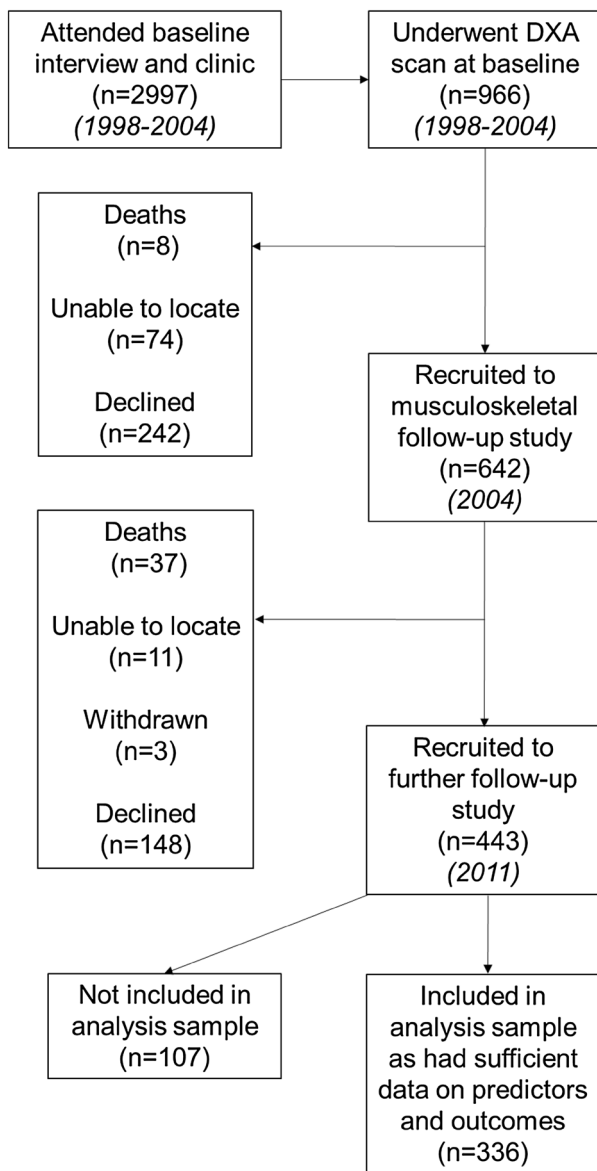 Attended baseline
interview and clinic
(n=2997)
(1998-2004)
Underwent DXA
scan at baseline
(n=966)
(1998-2004)
Deaths
(n=8)
Unable to locate
(n=74)
Declined
(n=242)
Recruited to
musculoskeletal
follow-up study
(n=642)
(2004)
Deaths
(n=37)
Unable to locate
(n=11)
Withdrawn
(n=3)
Declined
(n=148)
Recruited to
further follow-up
study
(n=443)
(2011)
Not included in
analysis sample
(n=107)
Included in
analysis sample
as had sufficient
data on predictors
and outcomes
(n=336)